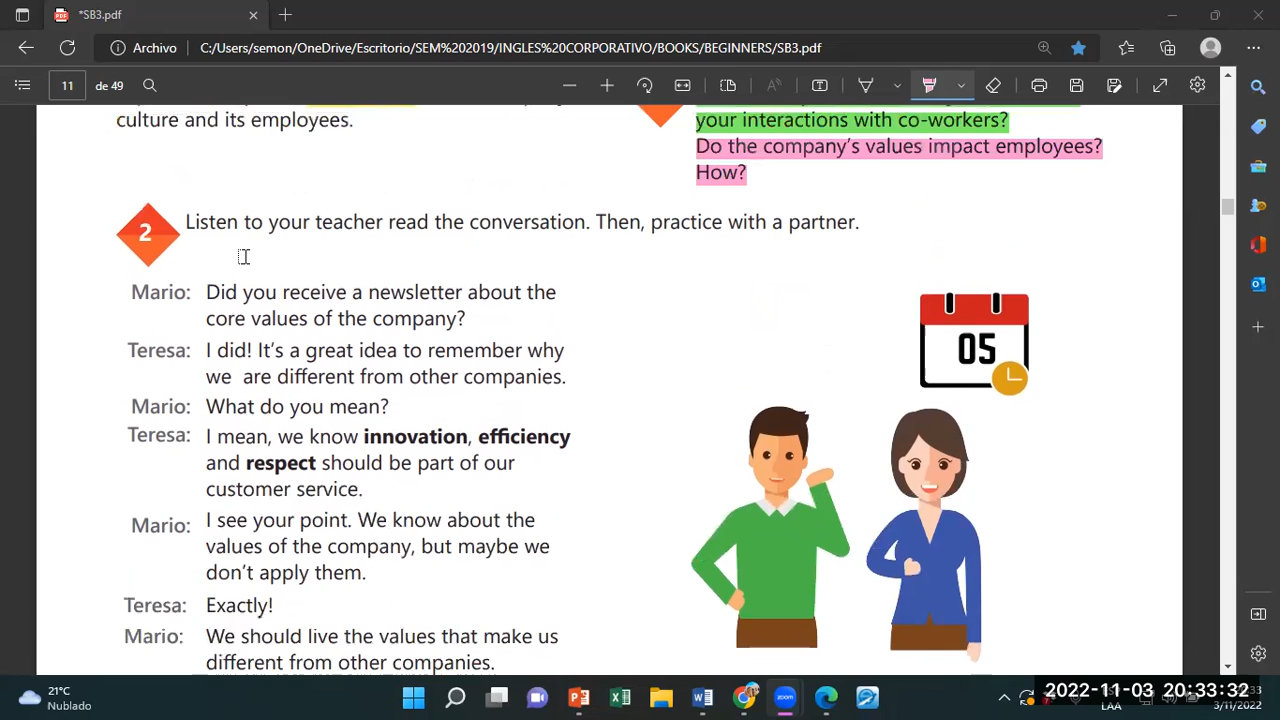 *SB3.pdf
Archivo
C:/Users/semon/OneDrive/Escritorio/SEM%202019/INGLES%20CORPORATIVO/BOOKS/BEGINNERS/SB3.pdf
11 de 49
culture and its employees.
your interactions with co-workers?
Do the company's values impact employees?
How?
2 Listen to your teacher read the conversation. Then, practice with a partner.
Mario: Did you receive a newsletter about the
core values of the company?
Teresa: I did! It's a great idea to remember why
we are different from other companies.
Mario: What do you mean?
Teresa: I mean, we know innovation, efficiency
and respect should be part of our
customer service.
Mario: I see your point. We know about the
values of the company, but maybe we
don't apply them.
Teresa: Exactly!
Mario: We should live the values that make us
different from other companies.
05
21°C
Nublado
2022-11-03 20:33:32
LAA
3/11/2022